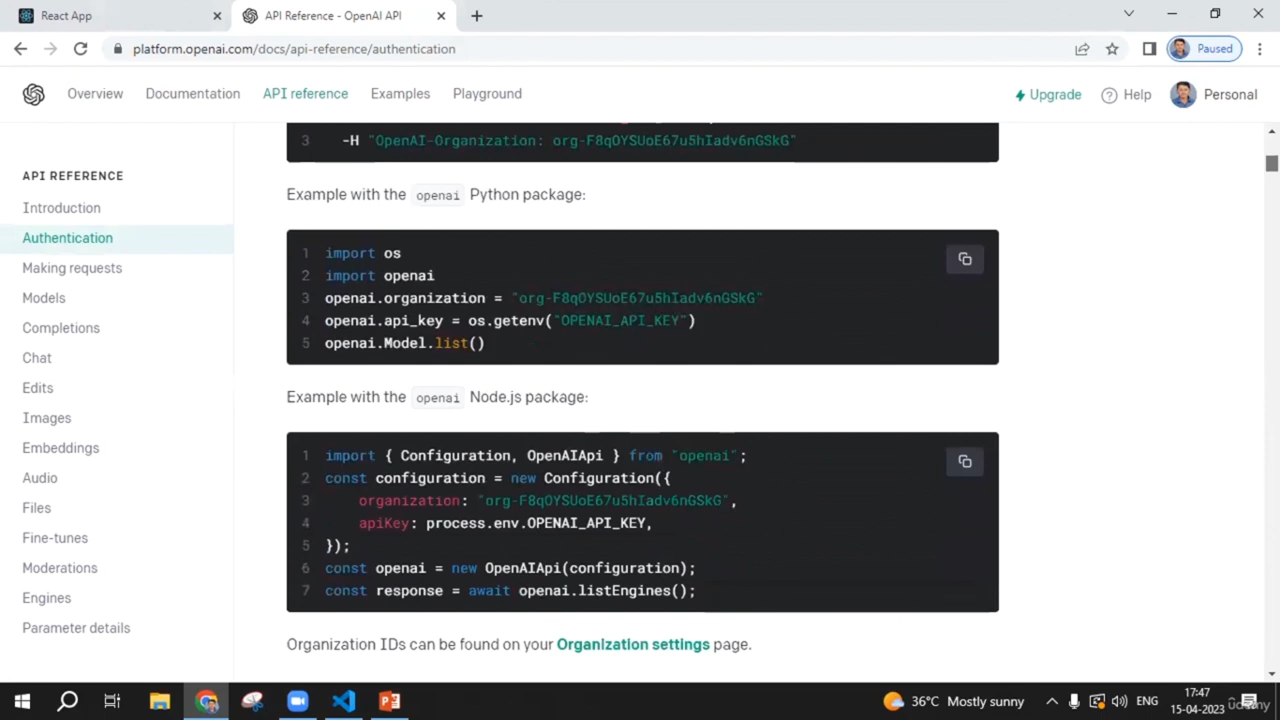 React App
API Reference - OpenAI API
platform.openai.com/docs/api-reference/authentication
Paused
Overview
Documentation
API reference
Examples
Playground
Upgrade
Help
Personal
API REFERENCE
Introduction
Authentication
Making requests
Models
Completions
Chat
Edits
Images
Embeddings
Audio
Files
Fine-tunes
Moderations
Engines
Parameter details
3 -H "OpenAI-Organization: org-F8qOYSUoE67u5hIadv6nGSkG"
Example with the openai Python package:
1 import os
2 import openai
3 openai.organization = "org-F8qOYSUoE67u5hIadv6nGSkG"
4 openai.api_key = os.getenv("OPENAI_API_KEY")
5 openai.Model.list()
Example with the openai Node.js package:
1 import { Configuration, OpenAIApi } from "openai";
2 const configuration = new Configuration({
3 organization: "org-F8qOYSUoE67u5hIadv6nGSkG",
4 apiKey: process.env.OPENAI_API_KEY,
5 });
6 const openai = new OpenAIApi(configuration);
7 const response = await openai.listEngines();
Organization IDs can be found on your Organization settings page.
36°C Mostly sunny
ENG
17:47
15-04-2023
udemy